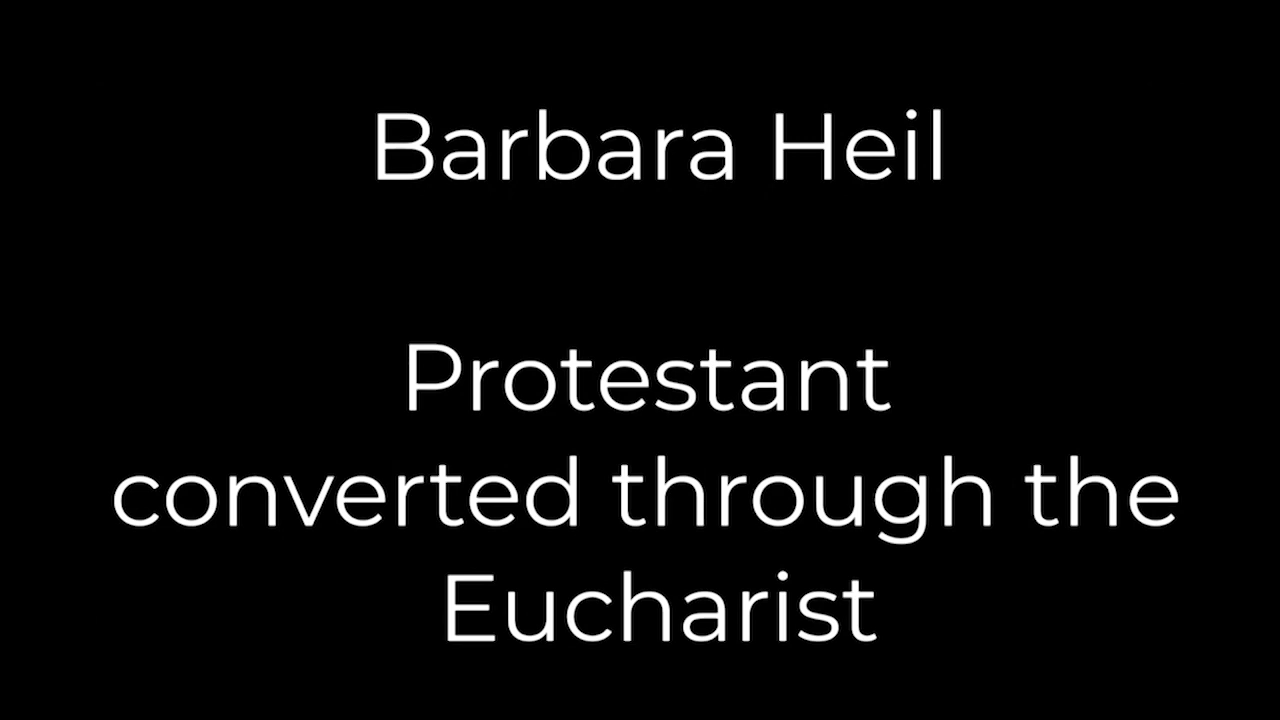 Barbara Heil
Protestant
converted through the
Eucharist